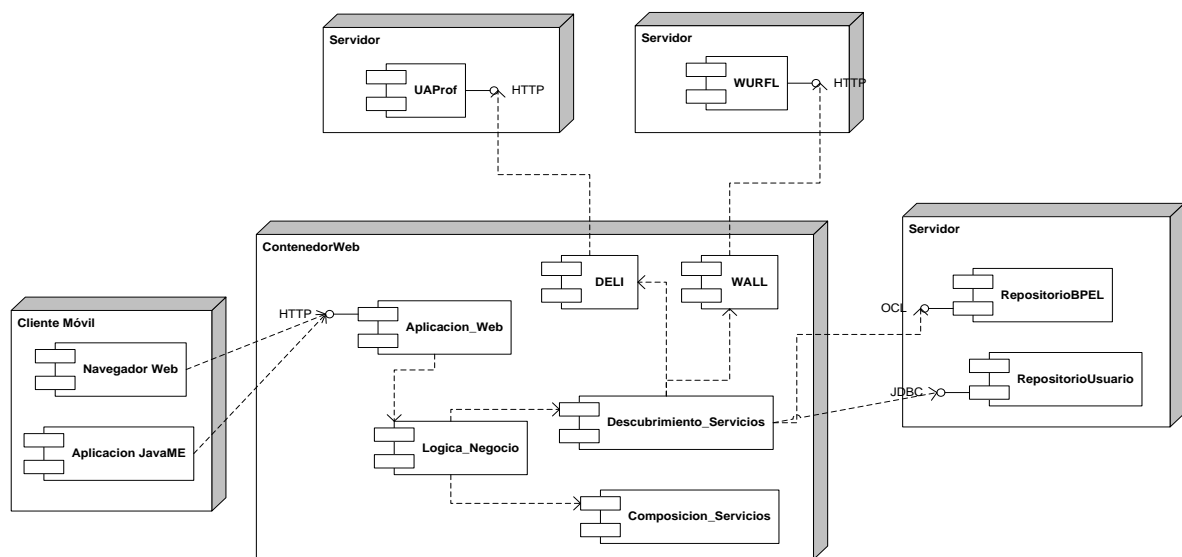 Servidor
UAProf
HTTP
Servidor
WURFL
HTTP
ContenedorWeb
DELI
WALL
HTTP
Aplicacion_Web
Logica_Negocio
Descubrimiento_Servicios
Composicion_Servicios
Cliente Móvil
Navegador Web
Aplicacion JavaME
Servidor
OCL
RepositorioBPEL
JDBC
RepositorioUsuario